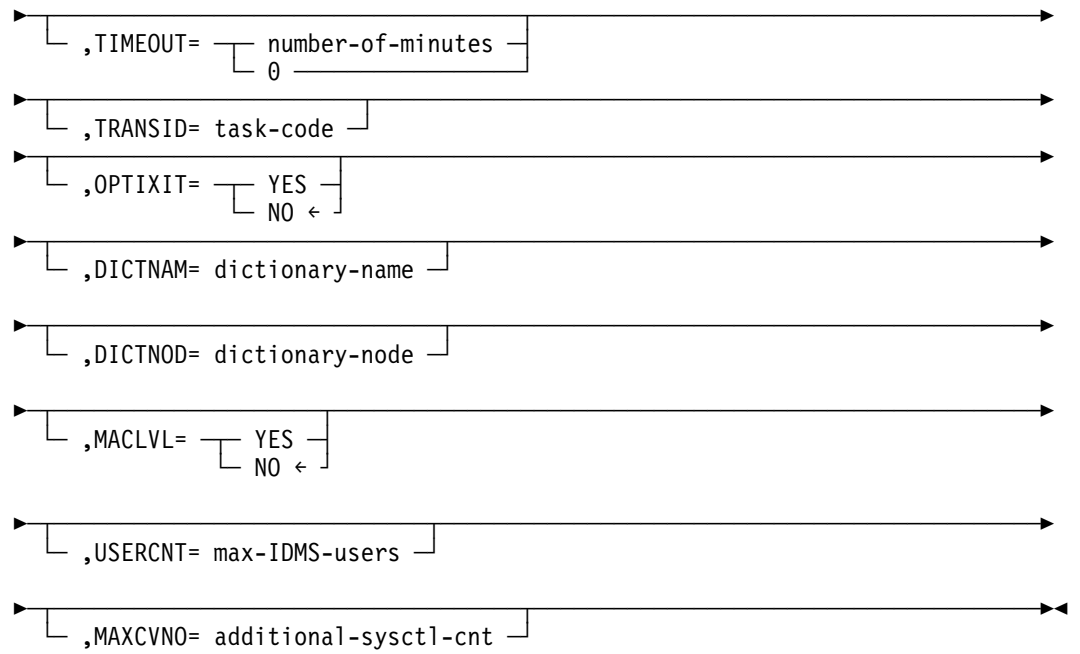 ,TIMEOUT= number-of-minutes
0
,TRANSID= task-code
,OPTIXIT= YES
NO ←
,DICTNAM= dictionary-name
,DICTNOD= dictionary-node
,MACLVL= YES
NO ←
,USERCNT= max-IDMS-users
,MAXCVNO= additional-sysctl-cnt